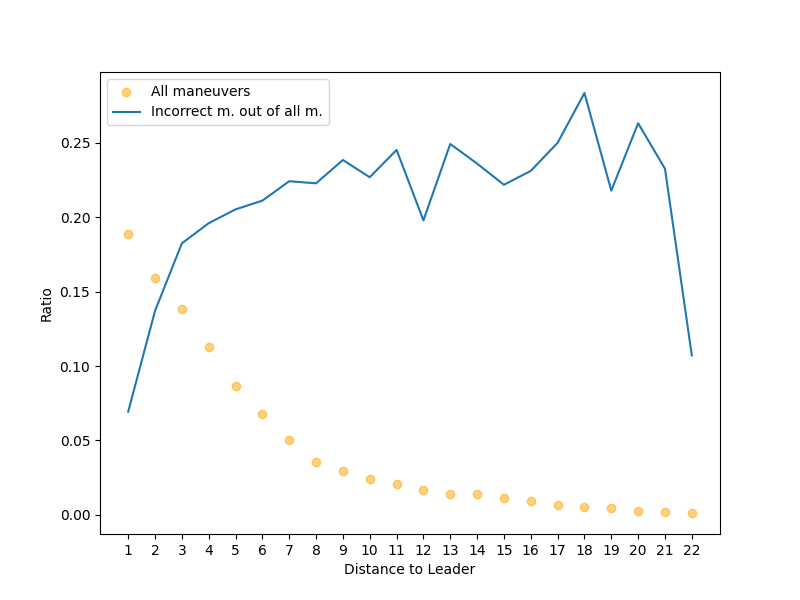 All maneuvers
Incorrect m. out of all m.
0.25
0.20
0.15
0.10
0.05
0.00
Ratio
1 2 3 4 5 6 7 8 9 10 11 12 13 14 15 16 17 18 19 20 21 22
Distance to Leader